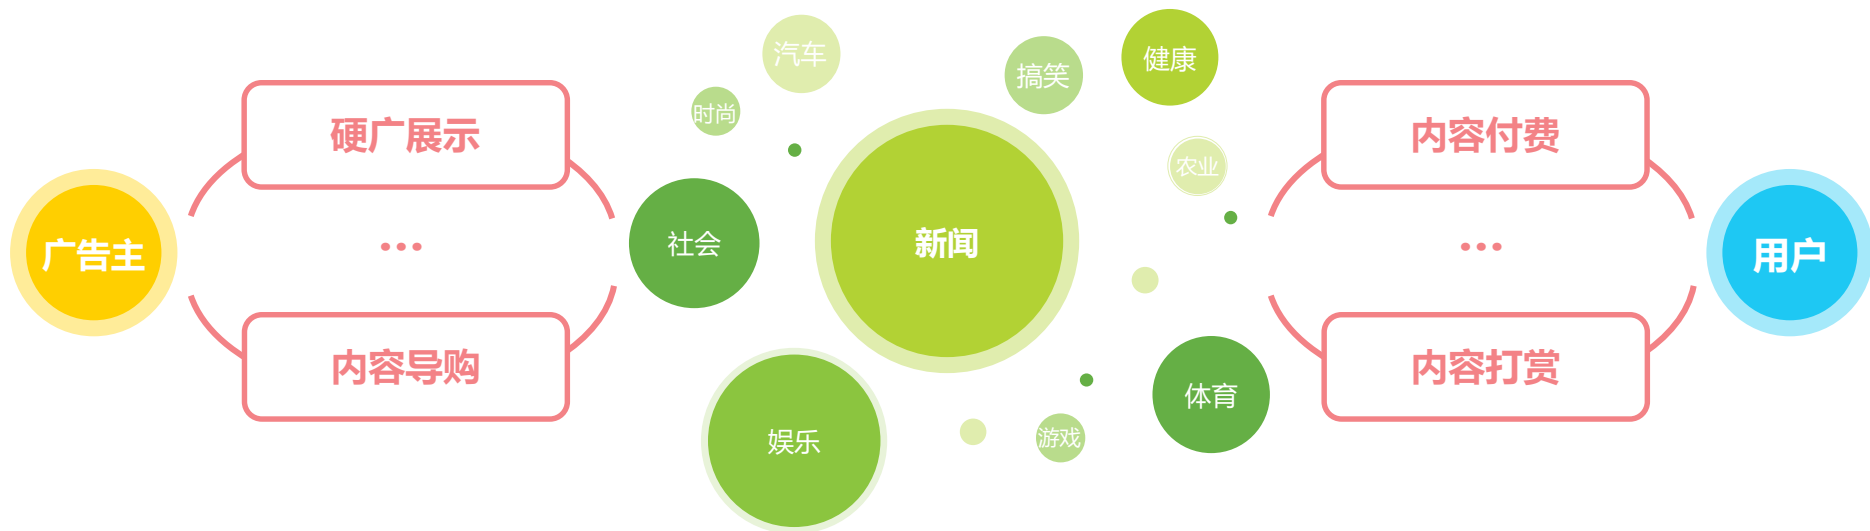 广告主
硬广展示
…
内容导购
汽车
时尚
社会
娱乐
新闻
搞笑
健康
农业
体育
游戏
内容付费
…
内容打赏
用户